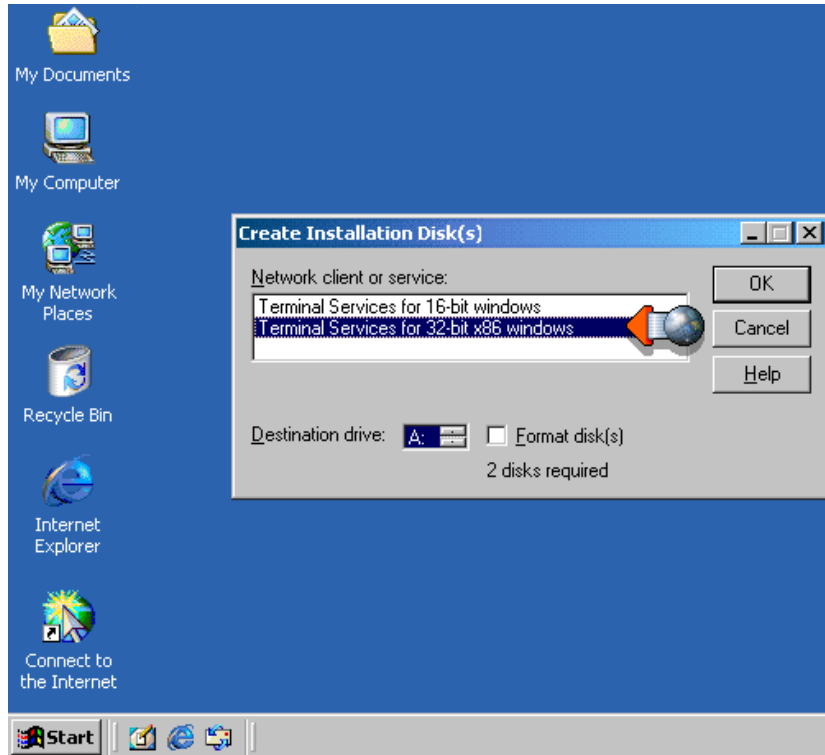 My Documents
My Computer
My Network
Places
Recycle Bin
Internet
Explorer
Connect to
the Internet
Create Installation Disk(s)
Network client or service:
Terminal Services for 16-bit windows
Terminal Services for 32-bit x86 windows
OK
Cancel
Help
Destination drive:
A:
Format disk(s)
2 disks required
Start